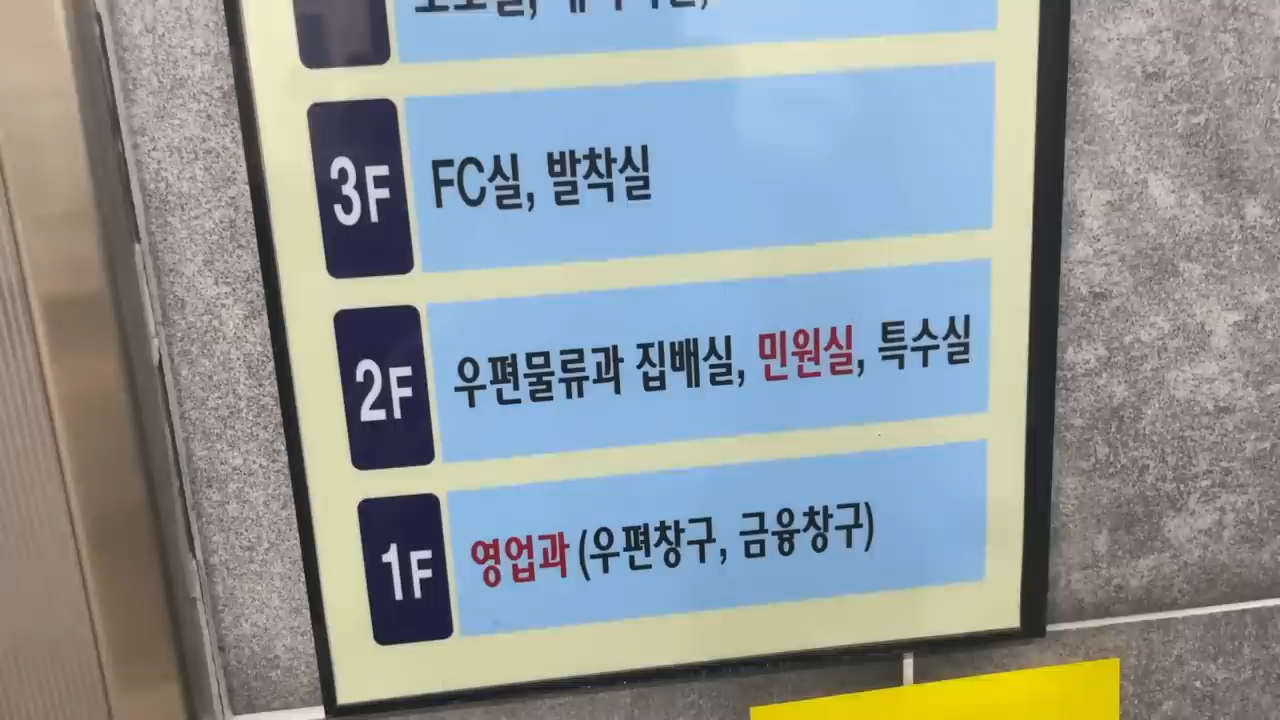 3F FC실, 발착실
2F 우편물류과 집배실, 민원실, 특수실
1F 영업과 (우편창구, 금융창구)